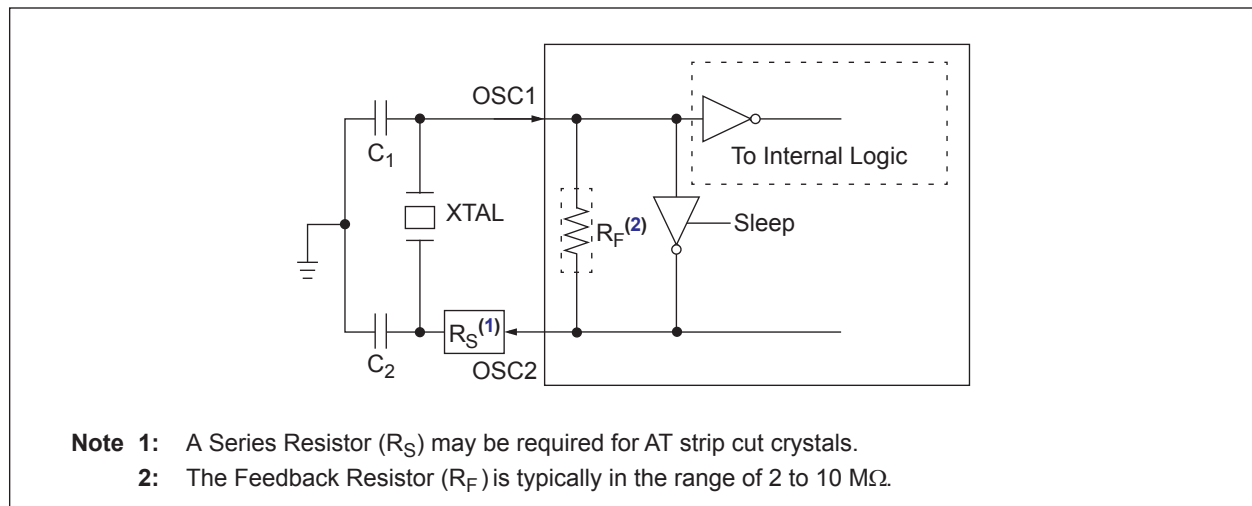 OSC1
C1
To Internal Logic
XTAL
RF(2)
Sleep
RS(1)
C2
OSC2
Note 1: A Series Resistor (RS) may be required for AT strip cut crystals.
2: The Feedback Resistor (RF) is typically in the range of 2 to 10 MΩ.